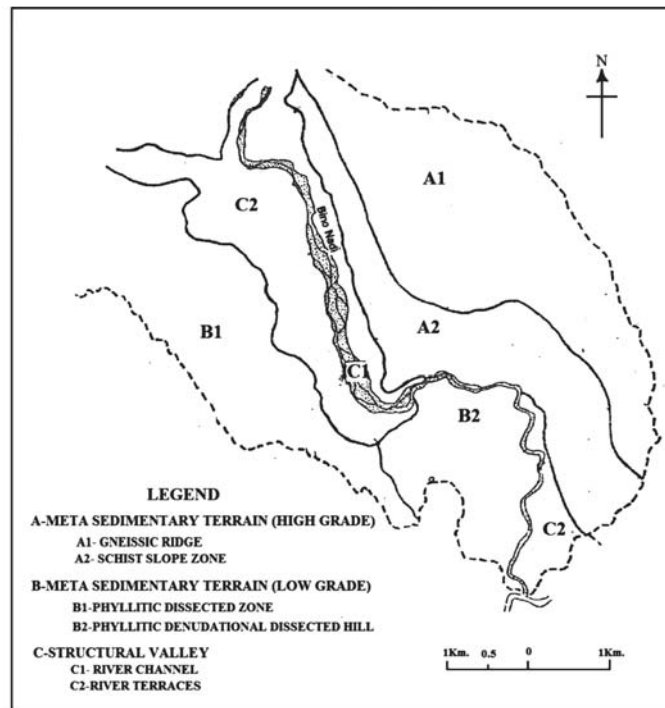 N
A1
C2
Bino Nadi
A2
B1
C1
B2
C2
LEGEND
A-META SEDIMENTARY TERRAIN (HIGH GRADE)
A1- GNEISSIC RIDGE
A2- SCHIST SLOPE ZONE
B-META SEDIMENTARY TERRAIN (LOW GRADE)
B1-PHYLLITIC DISSECTED ZONE
B2-PHYLLITIC DENUDATIONAL DISSECTED HILL
C-STRUCTURAL VALLEY
C1- RIVER CHANNEL
C2-RIVER TERRACES
1Km. 0.5 0 1Km.